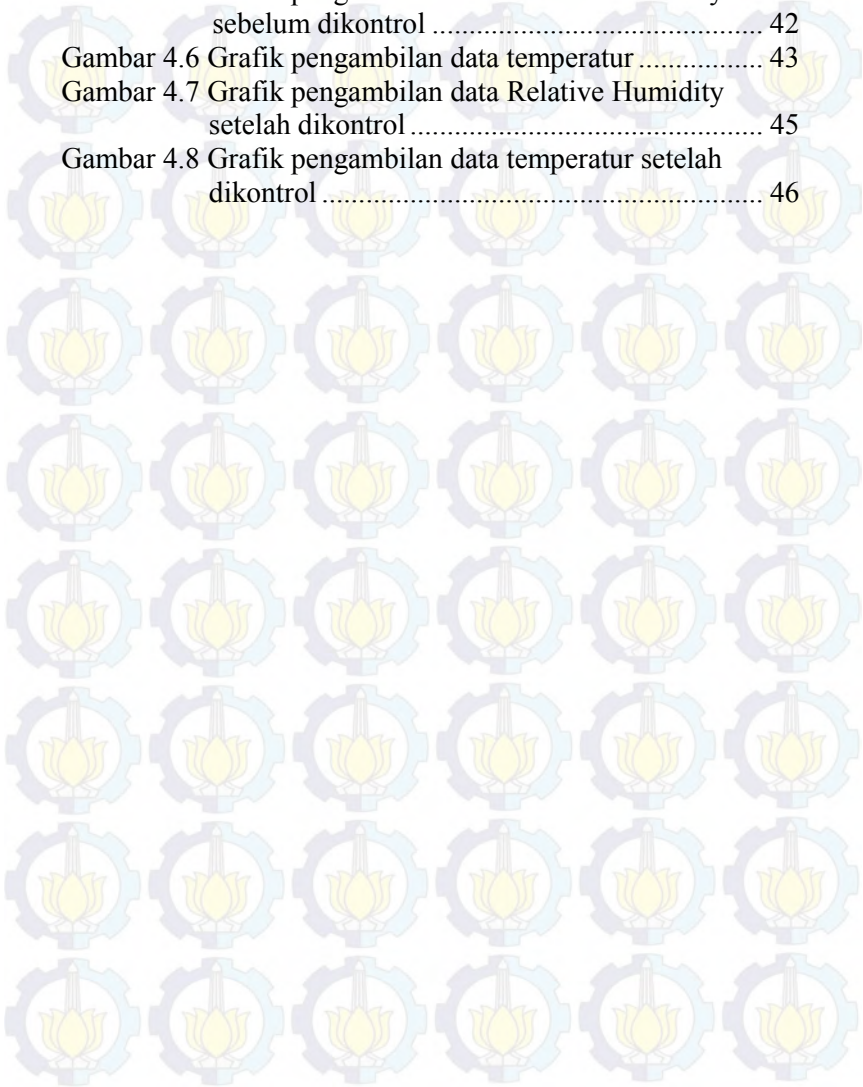 sebelum dikontrol ............................................. 42
Gambar 4.6 Grafik pengambilan data temperatur ................. 43
Gambar 4.7 Grafik pengambilan data Relative Humidity
setelah dikontrol ................................................ 45
Gambar 4.8 Grafik pengambilan data temperatur setelah
dikontrol ............................................................ 46